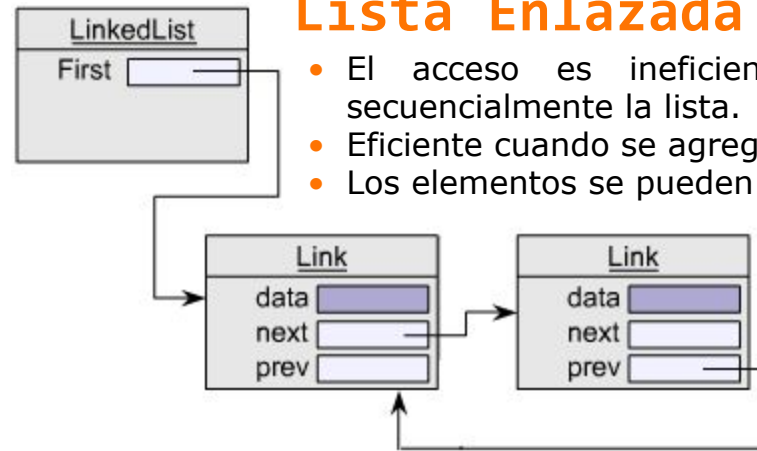 Lista Enlazada
LinkedList
First
• El acceso es ineficien
secuencialmente la lista.
• Eficiente cuando se agreg
• Los elementos se pueden
Link
data
next
prev
Link
data
next
prev